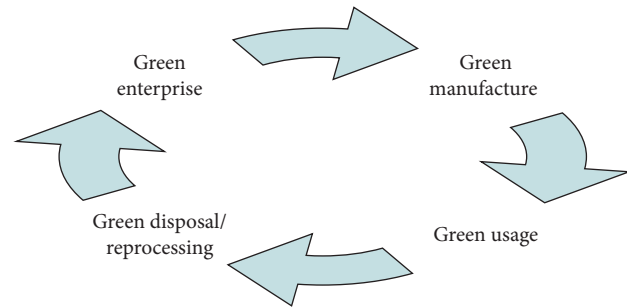 Green
enterprise
Green
manufacture
Green disposal/
reprocessing
Green usage